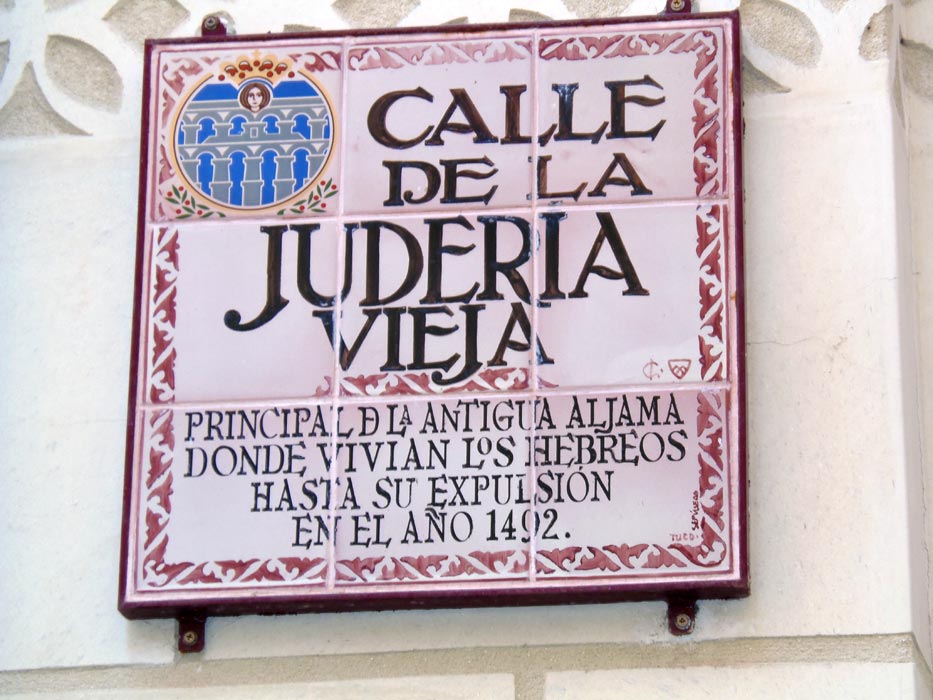 CALLE
DE LA
JUDERIA
VIEJA
PRINCIPAL D LA ANTIGUA ALJAMA
DONDE VIVIAN LOS HEBREOS
HASTA SU EXPULSIÓN
EN EL AÑO 1492.